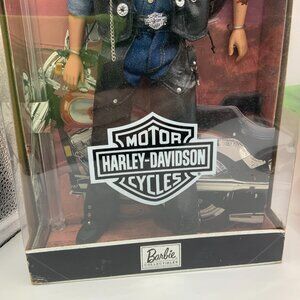 MOTOR
HARLEY-DAVIDSON
CYCLES
Barbie
COLLECTIBLES